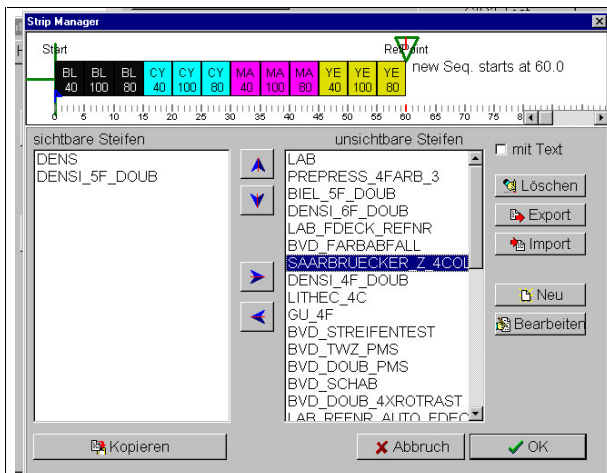 Strip Manager
Start
RefPoint
new Seq. starts at 60.0
BL BL BL CY CY CY MA MA MA YE YE YE
40 100 80 40 100 80 40 100 80 40 100 80
0 5 10 15 20 25 30 35 40 45 50 55 60 65 70 75 8
sichtbare Steifen
DENS
DENSI_5F_DOUB
unsichtbare Steifen
LAB
PREPRESS_4FARB_3
BIEL_5F_DOUB
DENSI_6F_DOUB
LAB_FDECK_REFNR
BVD_FARBABFALL
SAARBRUECKER_Z_4COL
DENSI_4F_DOUB
LITHEC_4C
GU_4F
BVD_STREIFENTEST
BVD_TWZ_PMS
BVD_DOUB_PMS
BVD_SCHAB
BVD_DOUB_4XROTRAST
LAB_REFNR_AUTO_FDEC
mit Text
Löschen
Export
Import
Neu
Bearbeiten
Kopieren
Abbruch
OK